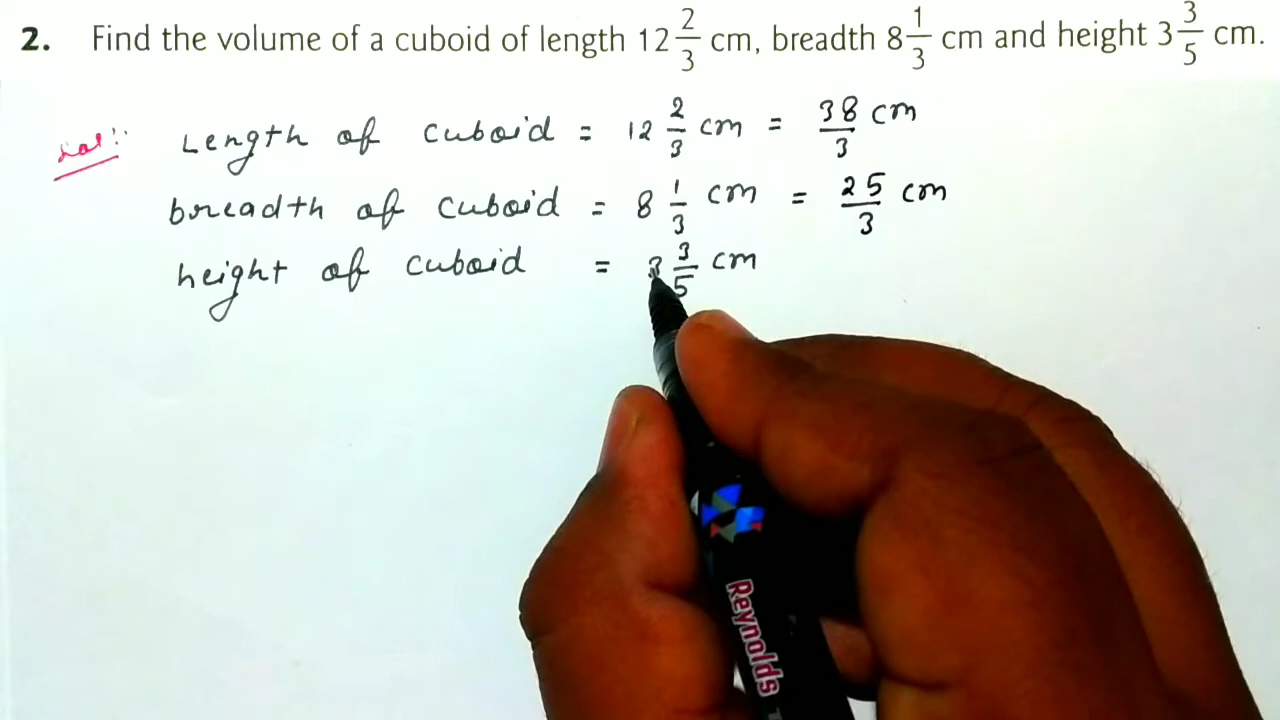 2. Find the volume of a cuboid of length 12 2/3 cm, breadth 8 1/3 cm and height 3 3/5 cm.
Sol:: Length of cuboid = 12 2/3 cm = 38/3 cm
breadth of cuboid = 8 1/3 cm = 25/3 cm
height of cuboid = 3 3/5 cm
Reynolds